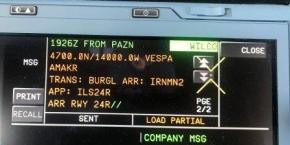 1926Z FROM PAZN WILCO
CLOSE
4700.0N/14000.0W VESPA
MSG
AMAKR
TRANS: BURGL ARR: IRNMN2
APP: ILS24R
PRINT
ARR RWY 24R//
PGE
2/2
RECALL
SENT LOAD PARTIAL
COMPANY MSG